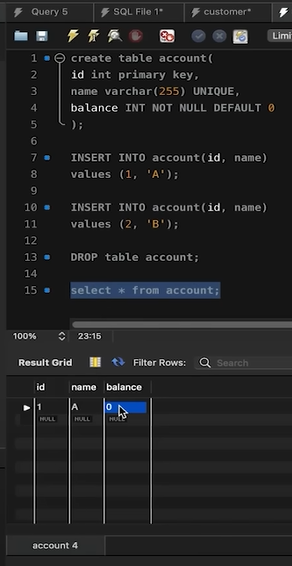 Query 5
SQL File 1*
customer*
Limi
1 create table account(
2 id int primary key,
3 name varchar(255) UNIQUE,
4 balance INT NOT NULL DEFAULT 0
5 );
6
7 INSERT INTO account(id, name)
8 values (1, 'A');
9
10 INSERT INTO account(id, name)
11 values (2, 'B');
12
13 DROP table account;
14
15 select * from account;
100% 23:15
Result Grid Filter Rows: Search
id name balance
1 A 0
NULL NULL NULL
account 4